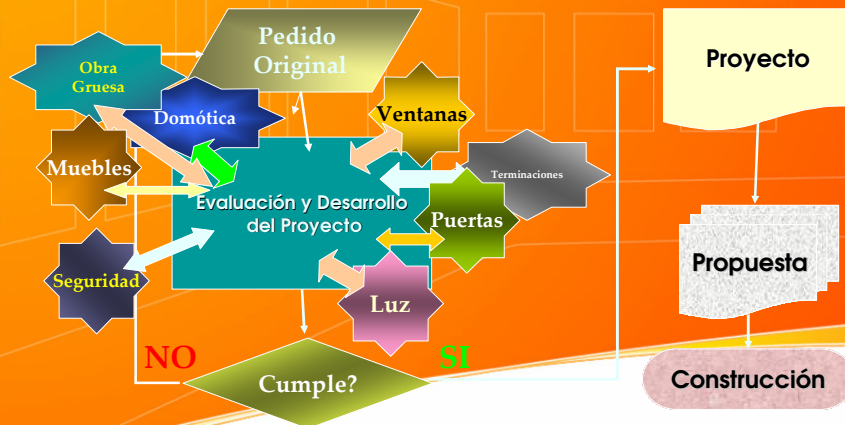 Pedido
Original
Obra
Gruesa
Domótica
Ventanas
Muebles
Terminaciones
Evaluación y Desarrollo
del Proyecto
Puertas
Seguridad
Luz
NO
SI
Cumple?
Proyecto
Propuesta
Construcción